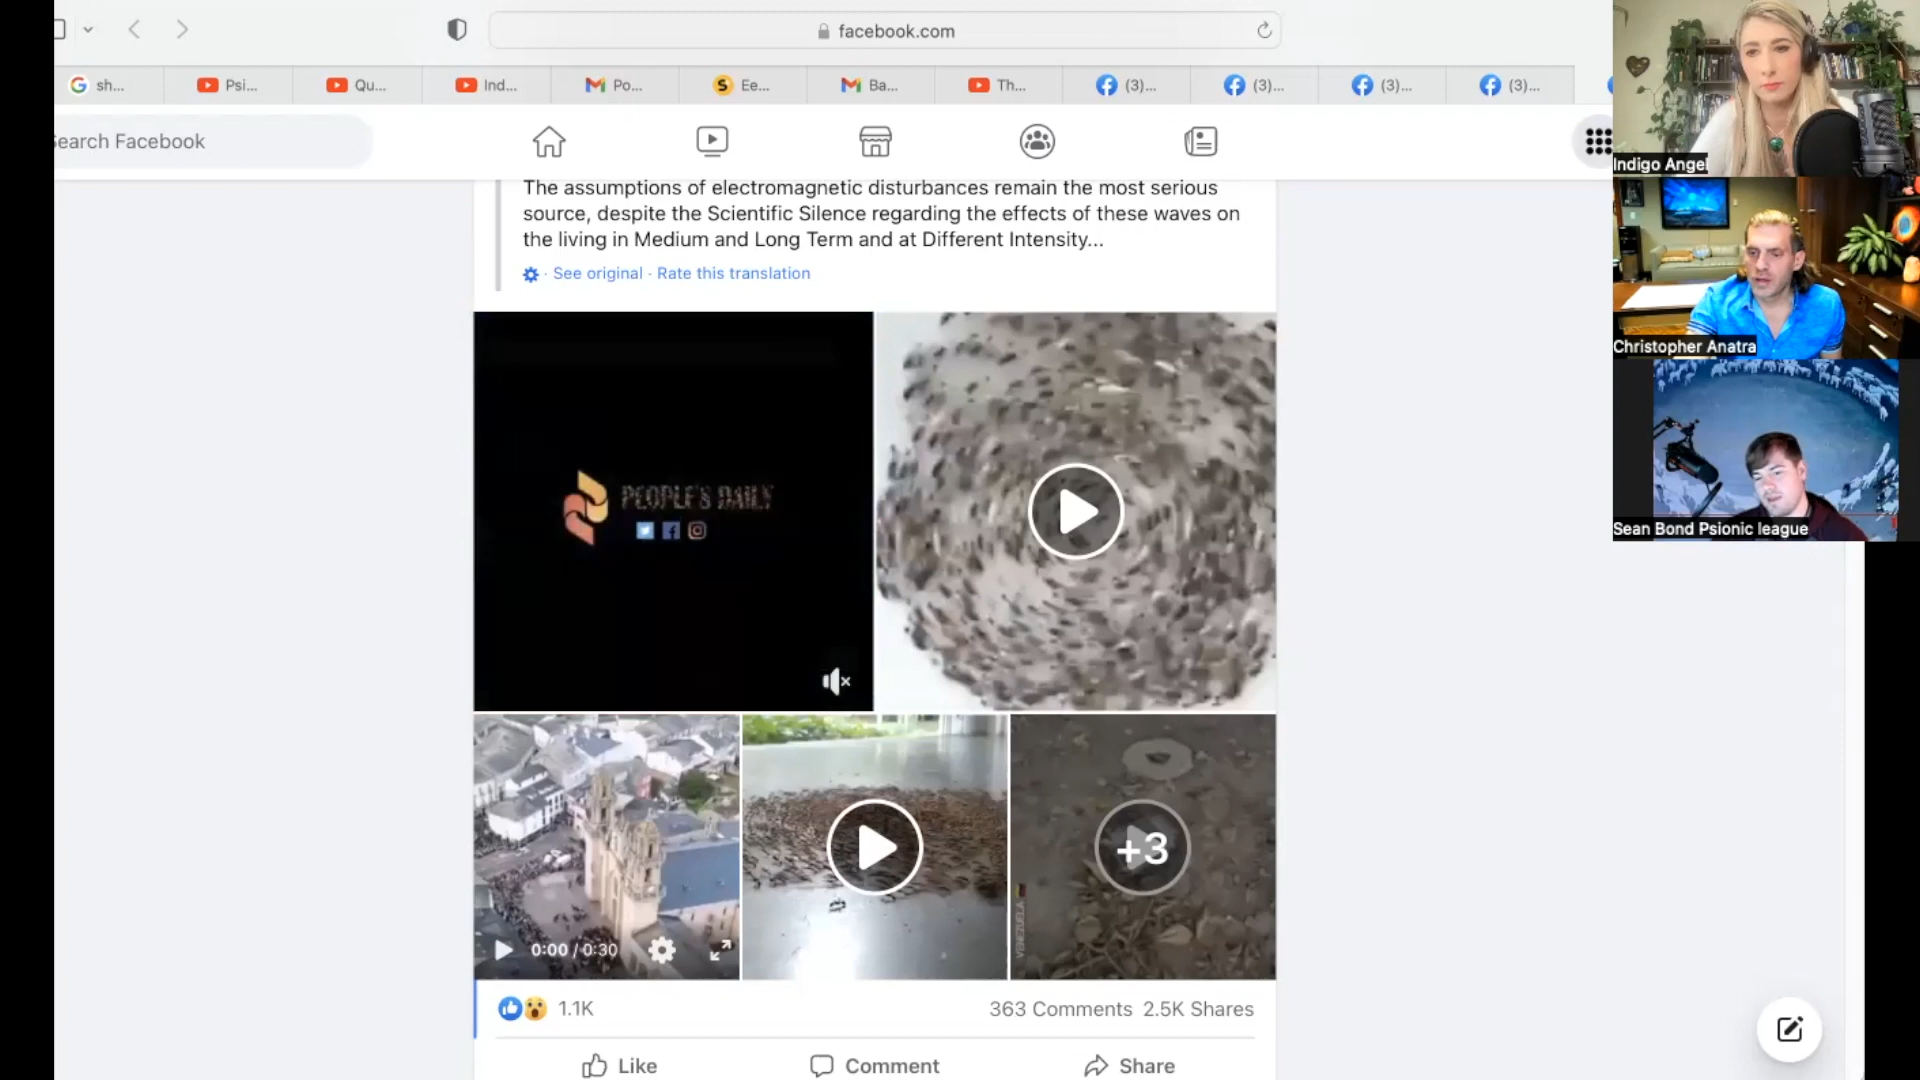 facebook.com
sh...
Psi...
Qu...
Ind...
Po...
Ee...
Ba...
Th...
(3)...
(3)...
(3)...
(3)...
Search Facebook
The assumptions of electromagnetic disturbances remain the most serious
source, despite the Scientific Silence regarding the effects of these waves on
the living in Medium and Long Term and at Different Intensity...
· See original · Rate this translation
PEOPLE'S DAILY
0:00 / 0:30
VENEZUELA
+3
1.1K
363 Comments 2.5K Shares
Like
Comment
Share
Indigo Angel
Christopher Anatra
Sean Bond Psionic league